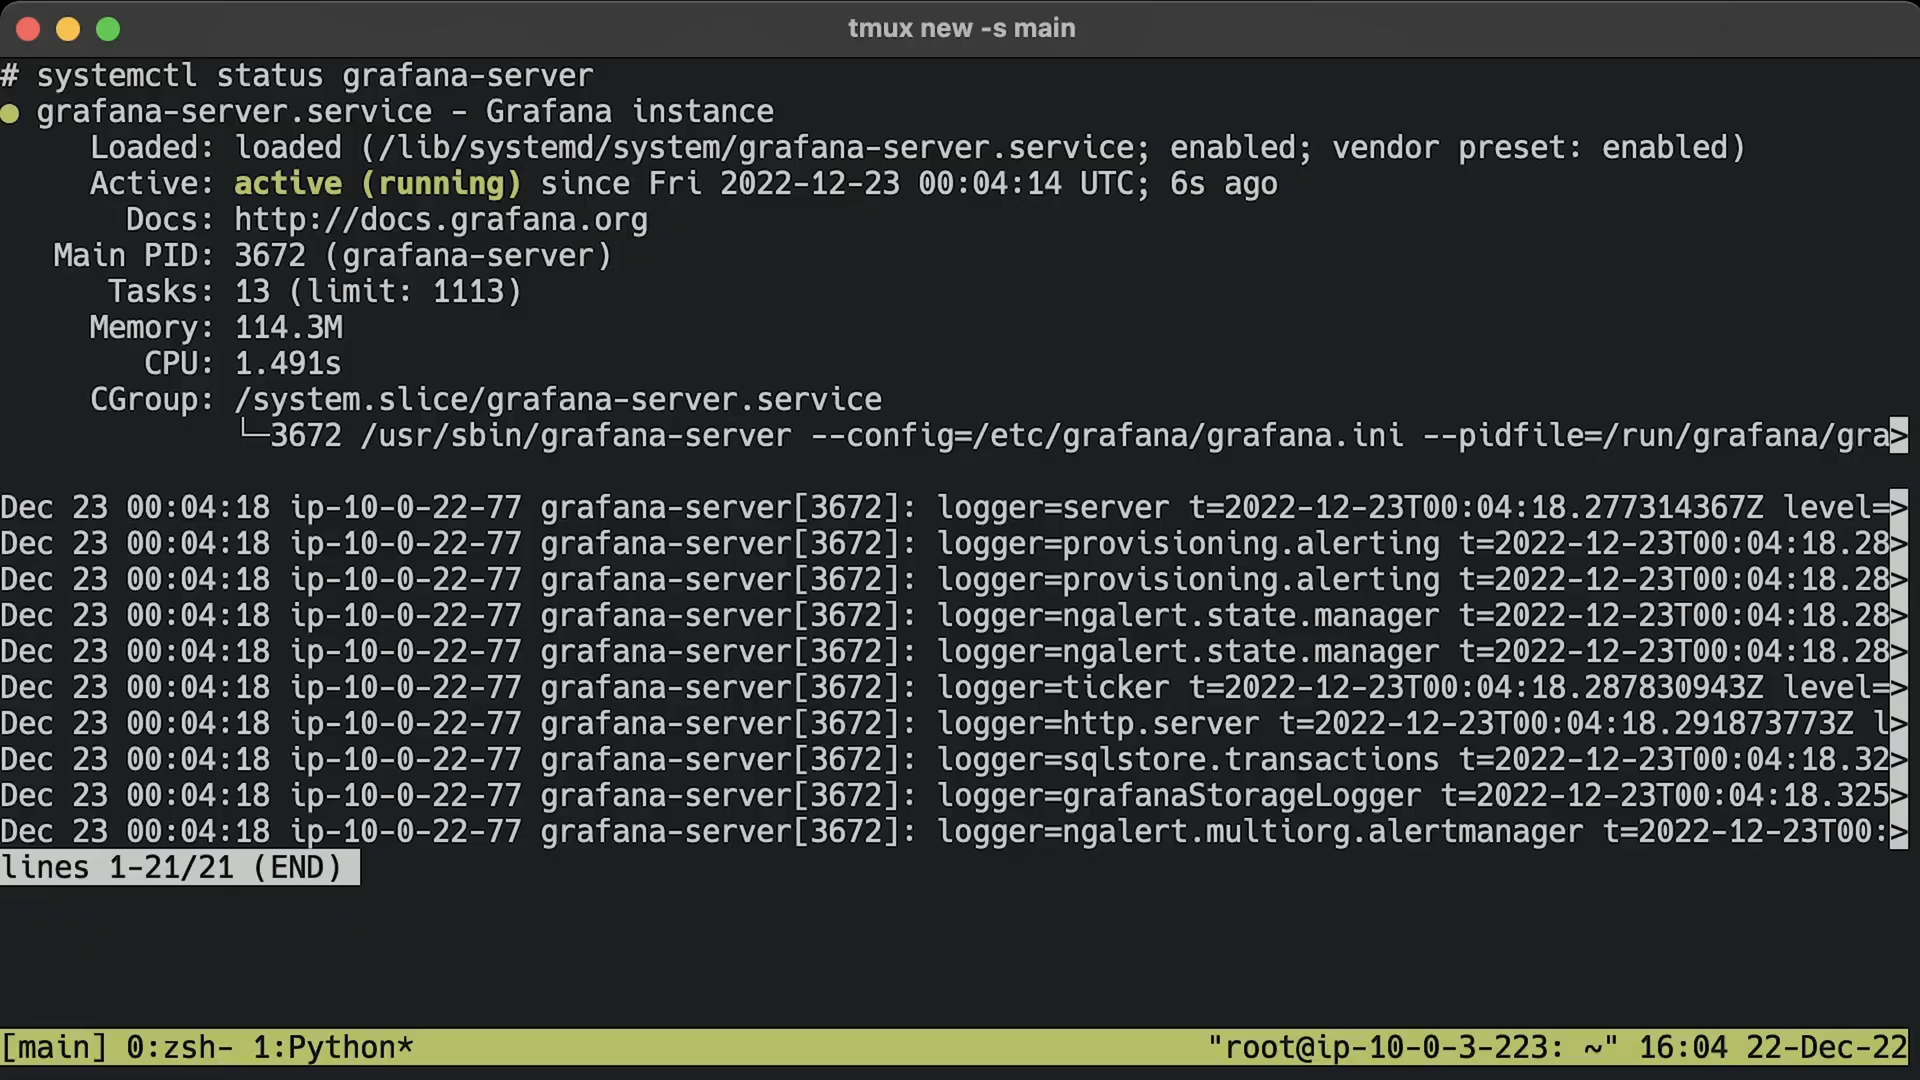 tmux new -s main
# systemctl status grafana-server
● grafana-server.service - Grafana instance
Loaded: loaded (/lib/systemd/system/grafana-server.service; enabled; vendor preset: enabled)
Active: active (running) since Fri 2022-12-23 00:04:14 UTC; 6s ago
Docs: http://docs.grafana.org
Main PID: 3672 (grafana-server)
Tasks: 13 (limit: 1113)
Memory: 114.3M
CPU: 1.491s
CGroup: /system.slice/grafana-server.service
└─3672 /usr/sbin/grafana-server --config=/etc/grafana/grafana.ini --pidfile=/run/grafana/gra>
Dec 23 00:04:18 ip-10-0-22-77 grafana-server[3672]: logger=server t=2022-12-23T00:04:18.277314367Z level=>
Dec 23 00:04:18 ip-10-0-22-77 grafana-server[3672]: logger=provisioning.alerting t=2022-12-23T00:04:18.28>
Dec 23 00:04:18 ip-10-0-22-77 grafana-server[3672]: logger=provisioning.alerting t=2022-12-23T00:04:18.28>
Dec 23 00:04:18 ip-10-0-22-77 grafana-server[3672]: logger=ngalert.state.manager t=2022-12-23T00:04:18.28>
Dec 23 00:04:18 ip-10-0-22-77 grafana-server[3672]: logger=ngalert.state.manager t=2022-12-23T00:04:18.28>
Dec 23 00:04:18 ip-10-0-22-77 grafana-server[3672]: logger=ticker t=2022-12-23T00:04:18.287830943Z level=>
Dec 23 00:04:18 ip-10-0-22-77 grafana-server[3672]: logger=http.server t=2022-12-23T00:04:18.291873773Z l>
Dec 23 00:04:18 ip-10-0-22-77 grafana-server[3672]: logger=sqlstore.transactions t=2022-12-23T00:04:18.32>
Dec 23 00:04:18 ip-10-0-22-77 grafana-server[3672]: logger=grafanaStorageLogger t=2022-12-23T00:04:18.325>
Dec 23 00:04:18 ip-10-0-22-77 grafana-server[3672]: logger=ngalert.multiorg.alertmanager t=2022-12-23T00:>
lines 1-21/21 (END)
[main] 0:zsh- 1:Python* "root@ip-10-0-3-223: ~" 16:04 22-Dec-22